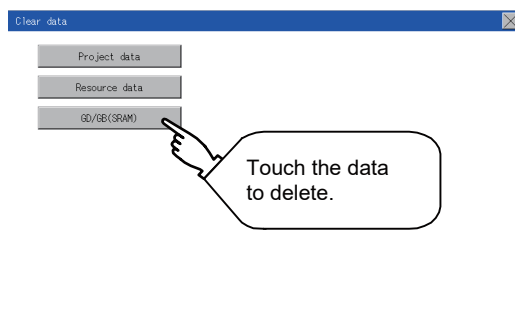 Clear data
Project data
Resource data
GD/GB(SRAM)
Touch the data
to delete.